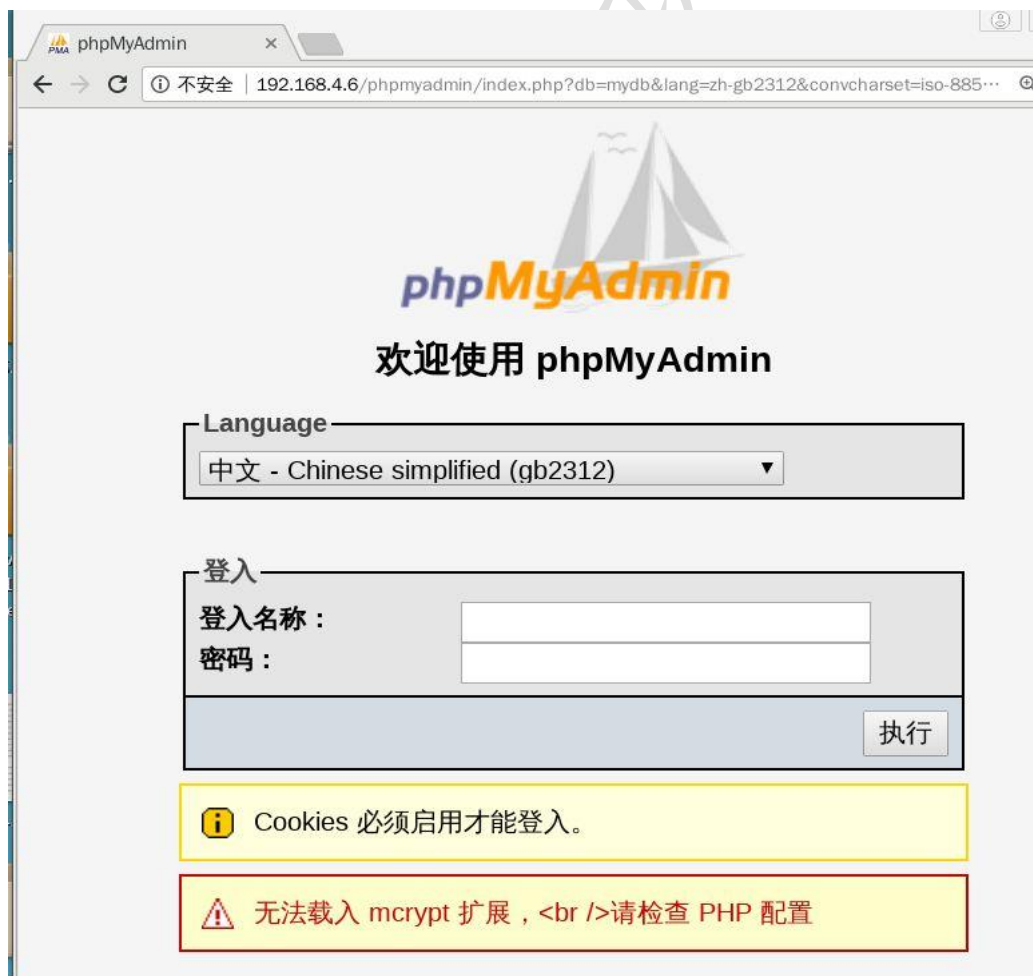 PMA phpMyAdmin
不安全 | 192.168.4.6/phpmyadmin/index.php?db=mydb&lang=zh-gb2312&convcharset=iso-885…
phpMyAdmin
欢迎使用 phpMyAdmin
Language
中文 - Chinese simplified (gb2312)
登入
登入名称：
密码：
执行
Cookies 必须启用才能登入。
无法载入 mcrypt 扩展，<br />请检查 PHP 配置